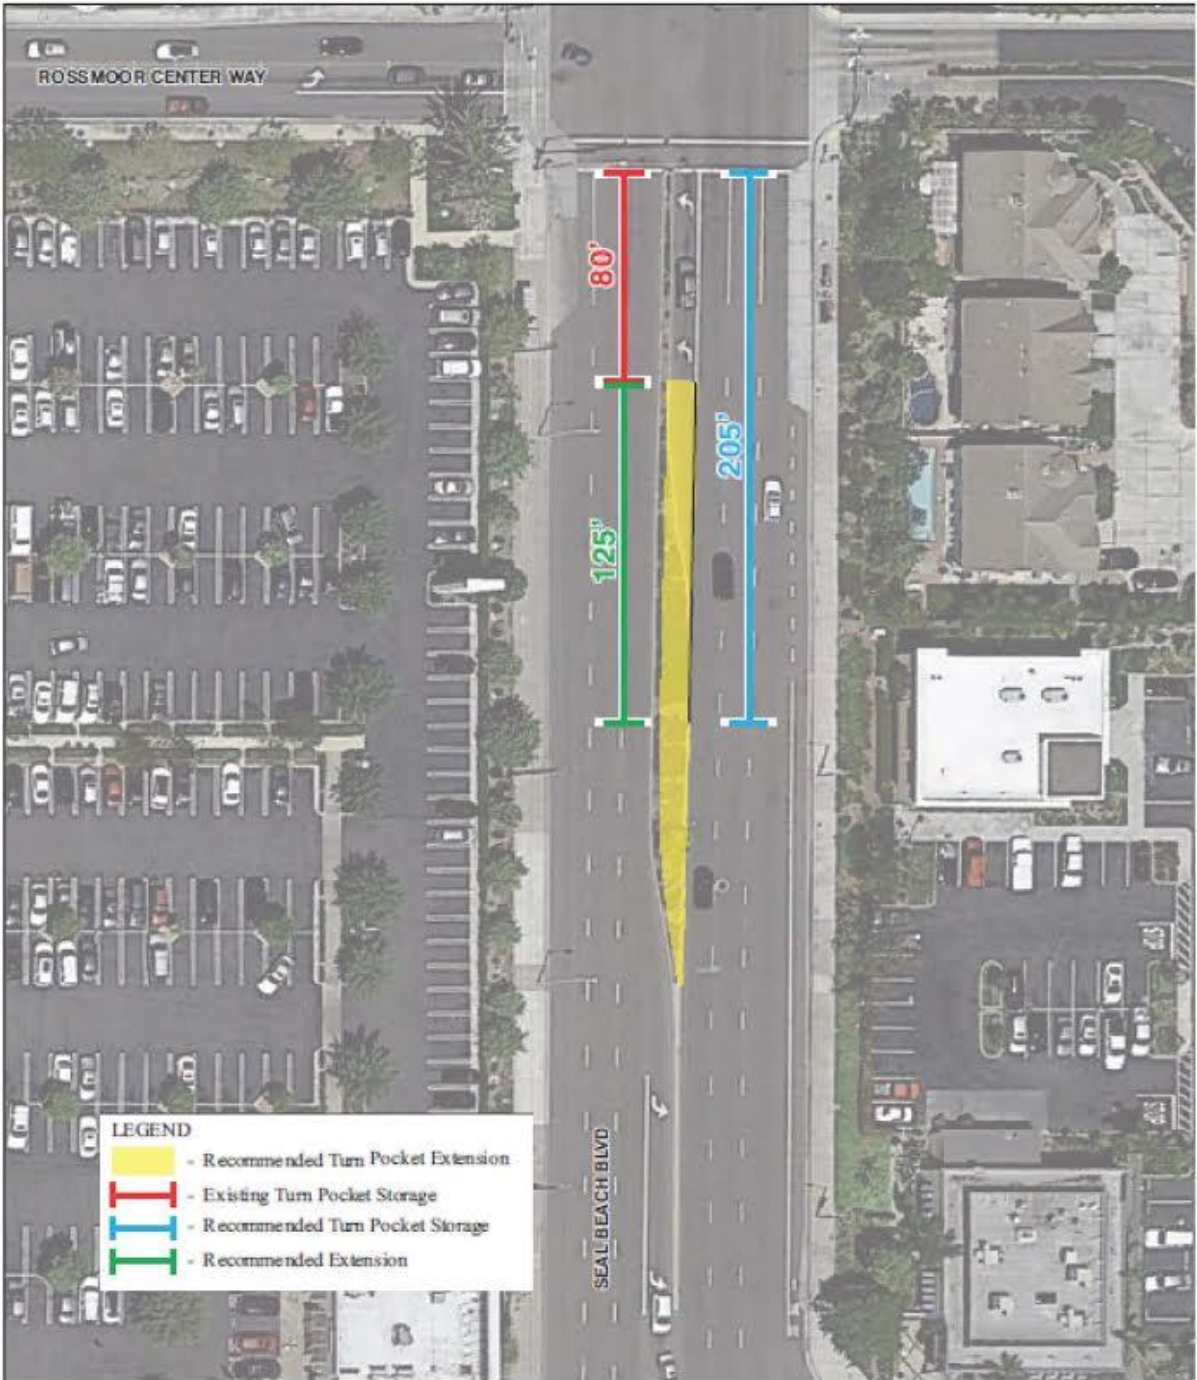 ROSSMOOR CENTER WAY
80'
205'
125'
SEAL BEACH BLVD
LEGEND
- Recommended Turn Pocket Extension
- Existing Turn Pocket Storage
- Recommended Turn Pocket Storage
- Recommended Extension